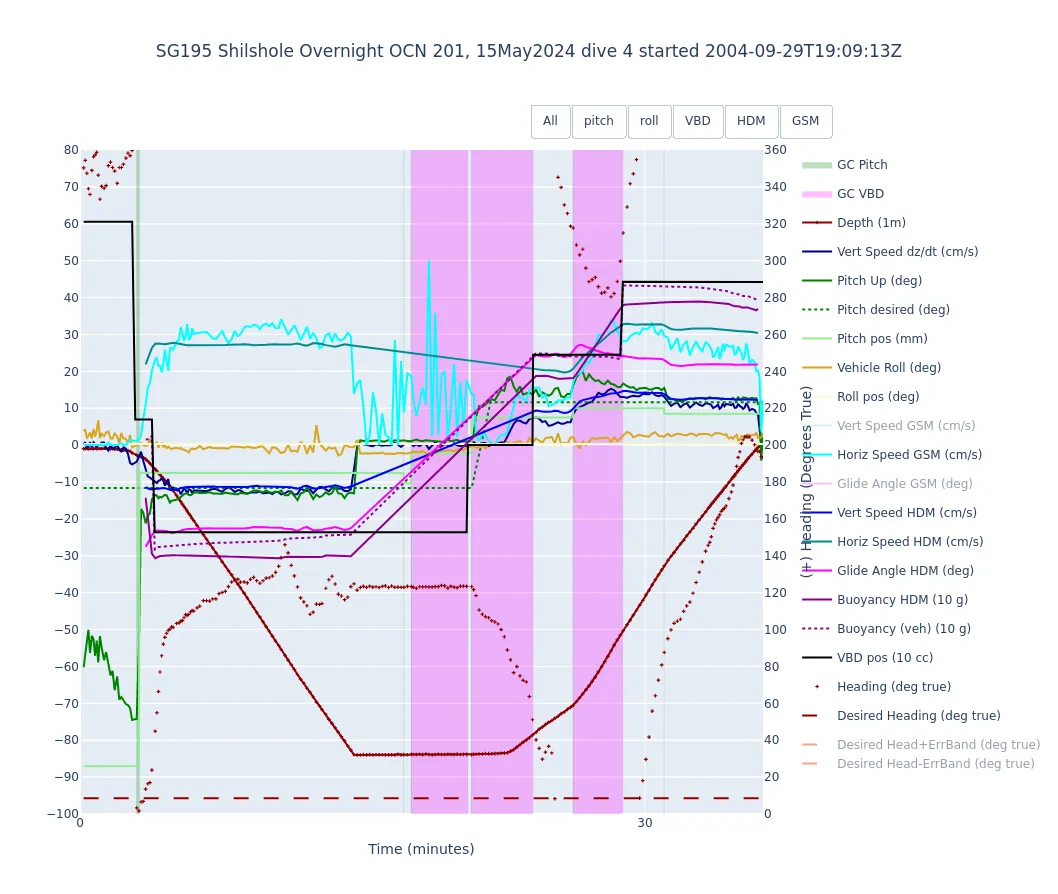 SG195 Shilshole Overnight OCN 201, 15May2024 dive 4 started 2004-09-29T19:09:13Z
All pitch roll VBD HDM GSM
80
70
60
50
40
30
20
10
0
−10
−20
−30
−40
−50
−60
−70
−80
−90
−100
0
30
Time (minutes)
360
340
320
300
280
260
240
220
200
180
160
140
120
100
80
60
40
20
0
(+) Heading (Degrees True)
GC Pitch
GC VBD
Depth (1m)
Vert Speed dz/dt (cm/s)
Pitch Up (deg)
Pitch desired (deg)
Pitch pos (mm)
Vehicle Roll (deg)
Roll pos (deg)
Vert Speed GSM (cm/s)
Horiz Speed GSM (cm/s)
Glide Angle GSM (deg)
Vert Speed HDM (cm/s)
Horiz Speed HDM (cm/s)
Glide Angle HDM (deg)
Buoyancy HDM (10 g)
Buoyancy (veh) (10 g)
VBD pos (10 cc)
Heading (deg true)
Desired Heading (deg true)
Desired Head+ErrBand (deg true)
Desired Head-ErrBand (deg true)